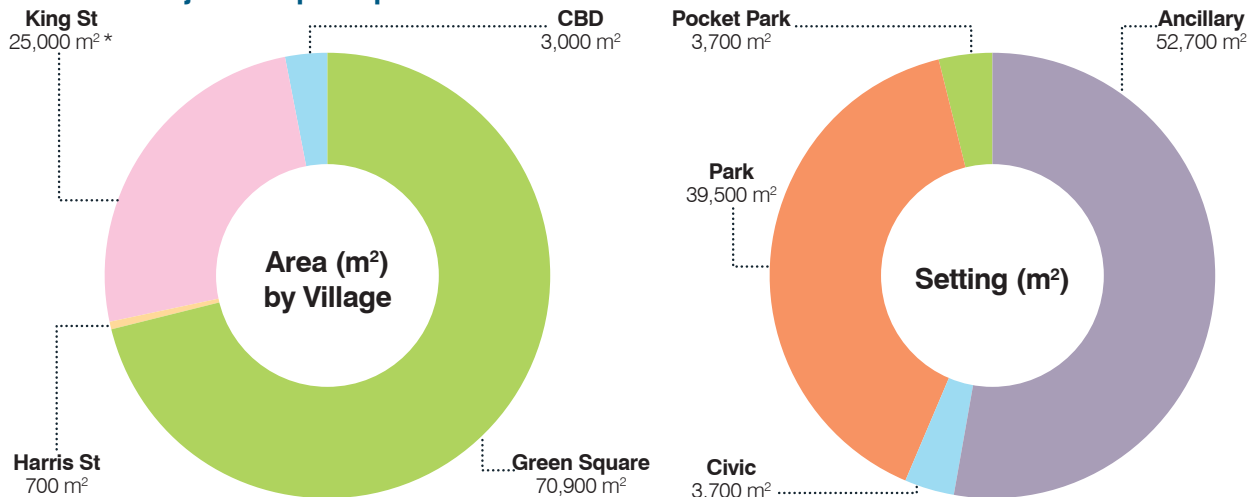 King St
25,000 m² *
CBD
3,000 m²
Area (m²)
by Village
Harris St
700 m²
Green Square
70,900 m²
Pocket Park
3,700 m²
Ancillary
52,700 m²
Park
39,500 m²
Setting (m²)
Civic
3,700 m²